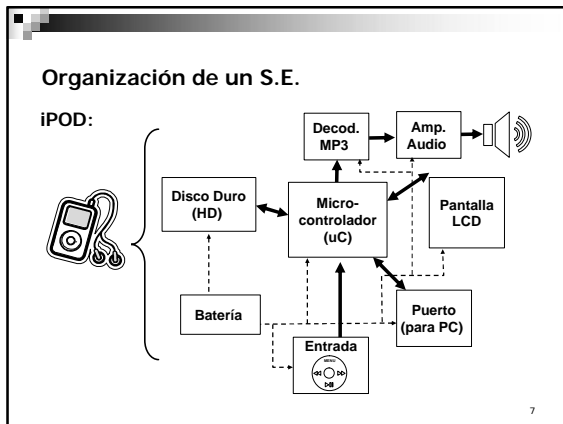 Organización de un S.E.
iPOD:
Decod.
MP3
Amp.
Audio
Disco Duro
(HD)
Micro-
controlador
(uC)
Pantalla
LCD
Batería
Puerto
(para PC)
Entrada
MENU
7